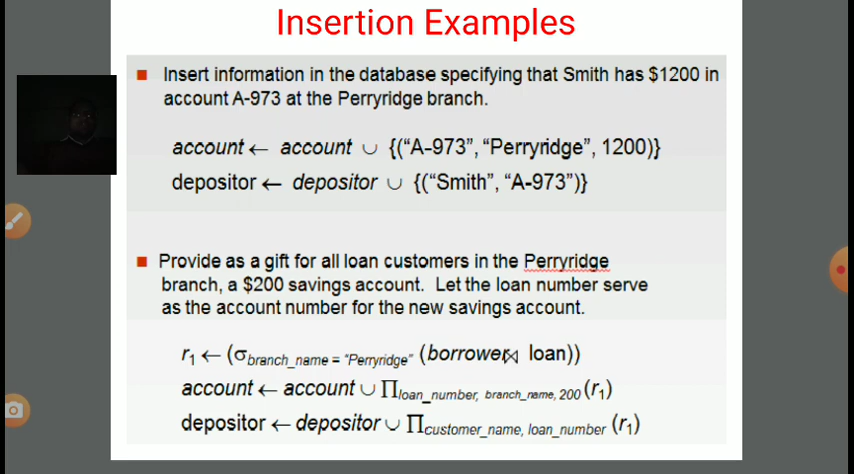 Insertion Examples
Insert information in the database specifying that Smith has $1200 in
account A-973 at the Perryridge branch.
account ← account ∪ {("A-973", "Perryridge", 1200)}
depositor ← depositor ∪ {("Smith", "A-973")}
Provide as a gift for all loan customers in the Perryridge
branch, a $200 savings account. Let the loan number serve
as the account number for the new savings account.
r1 ← (σbranch_name = "Perryridge" (borrower⋈ loan))
account ← account ∪ ∏loan_number, branch_name, 200 (r1)
depositor ← depositor ∪ ∏customer_name, loan_number (r1)